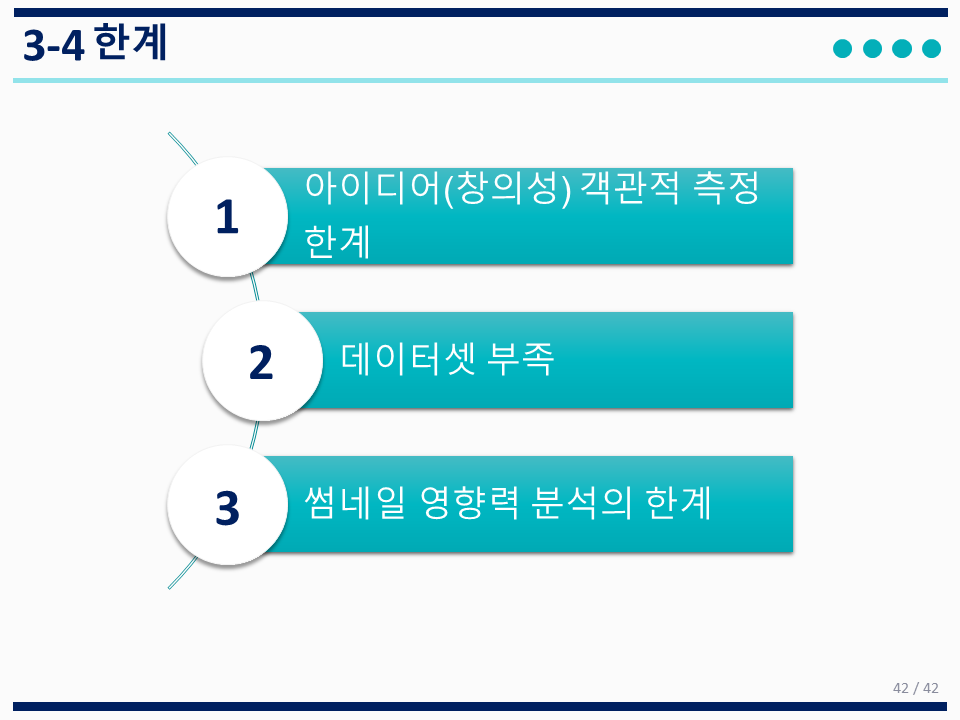 3-4 한계
1
아이디어(창의성) 객관적 측정
한계
2
데이터셋 부족
3
썸네일 영향력 분석의 한계
42 / 42